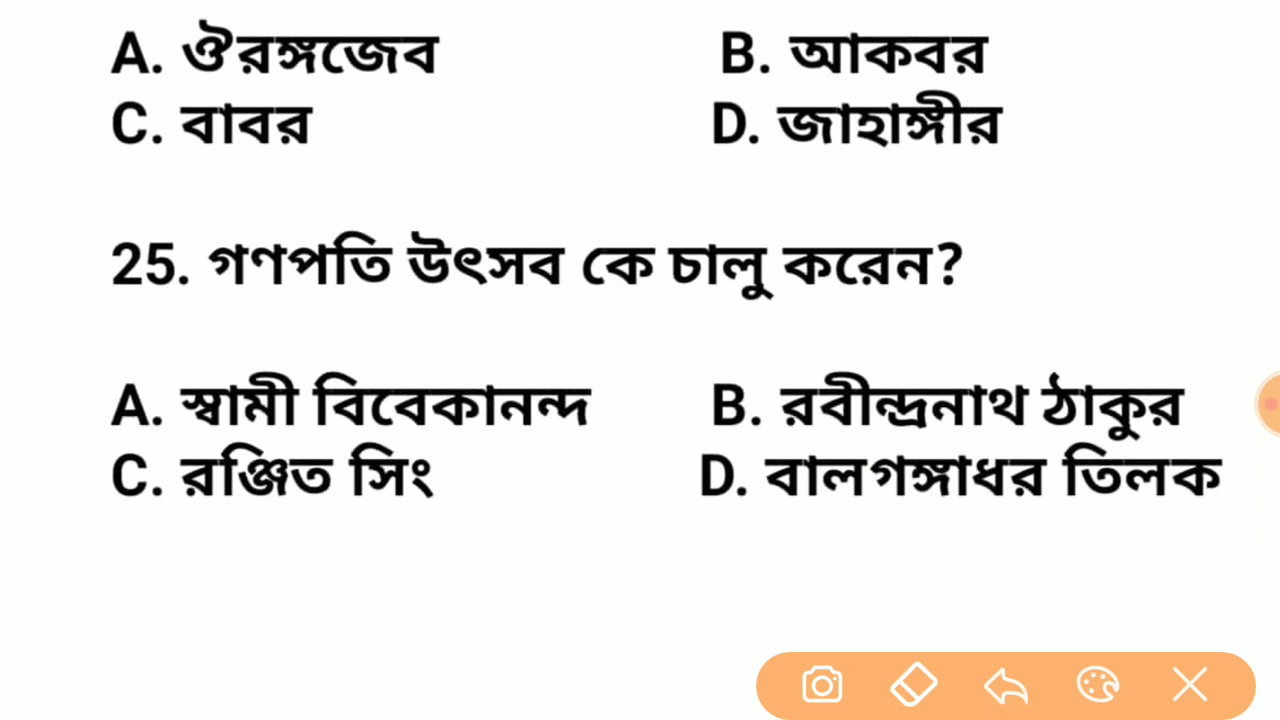 A. ঔরঙ্গজেব B. আকবর
C. বাবর D. জাহাঙ্গীর
25. গণপতি উৎসব কে চালু করেন?
A. স্বামী বিবেকানন্দ B. রবীন্দ্রনাথ ঠাকুর
C. রঞ্জিত সিং D. বালগঙ্গাধর তিলক